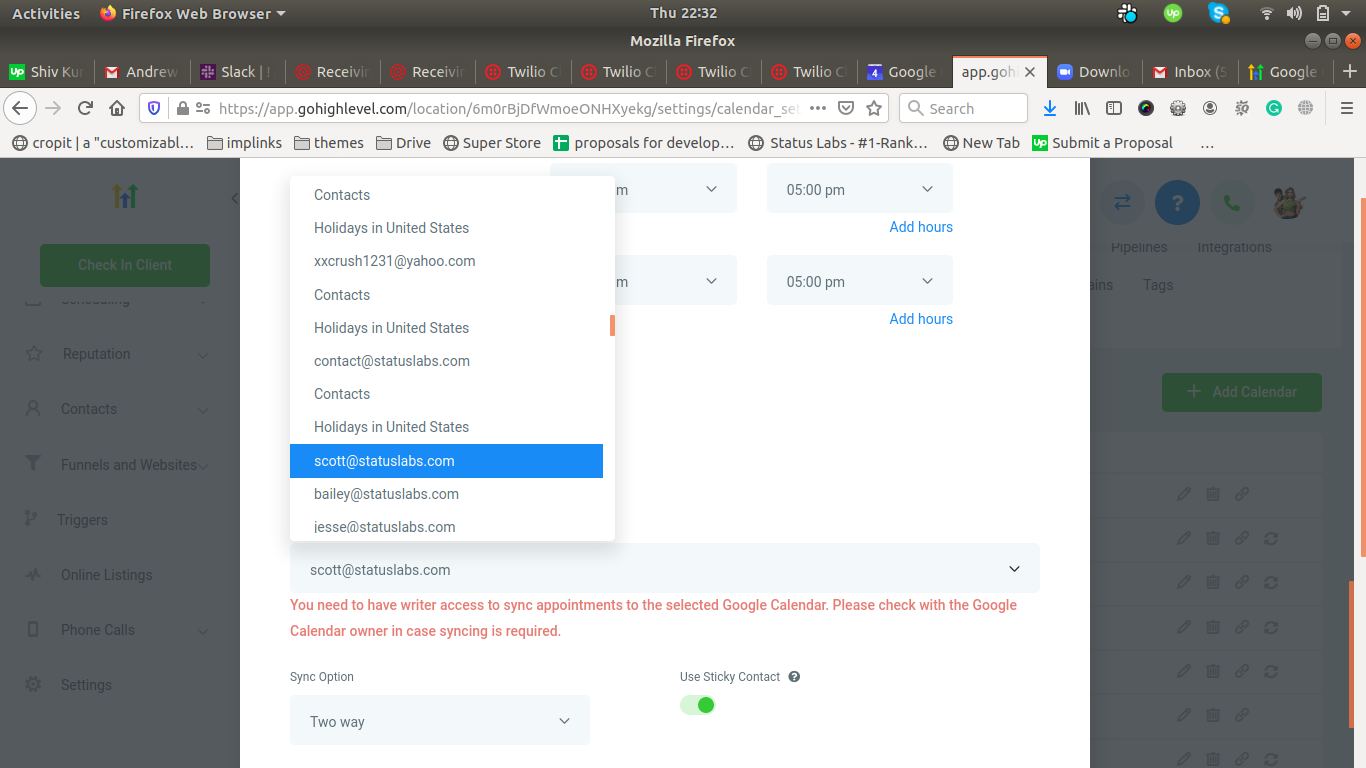 Activities Firefox Web Browser Thu 22:32
Mozilla Firefox
Shiv Kur Andrew Slack | ! Receivin Receivin Twilio C Twilio C Twilio C Twilio C Google app.gohi Downlo Inbox (5 Google
https://app.gohighlevel.com/location/6m0rBjDfWmoeONHXyekg/settings/calendar_set Search
cropit | a "customizabl... implinks themes Drive Super Store proposals for develop... Status Labs - #1-Rank... New Tab Submit a Proposal ...
Check In Client
Scheduling
Reputation
Contacts
Funnels and Websites
Triggers
Online Listings
Phone Calls
Settings
Contacts
Holidays in United States
xxcrush1231@yahoo.com
Contacts
Holidays in United States
contact@statuslabs.com
Contacts
Holidays in United States
scott@statuslabs.com
bailey@statuslabs.com
jesse@statuslabs.com
m 05:00 pm
Add hours
m 05:00 pm
Add hours
scott@statuslabs.com
You need to have writer access to sync appointments to the selected Google Calendar. Please check with the Google
Calendar owner in case syncing is required.
Sync Option Use Sticky Contact ?
Two way
?
Pipelines Integrations
ains Tags
Add Calendar